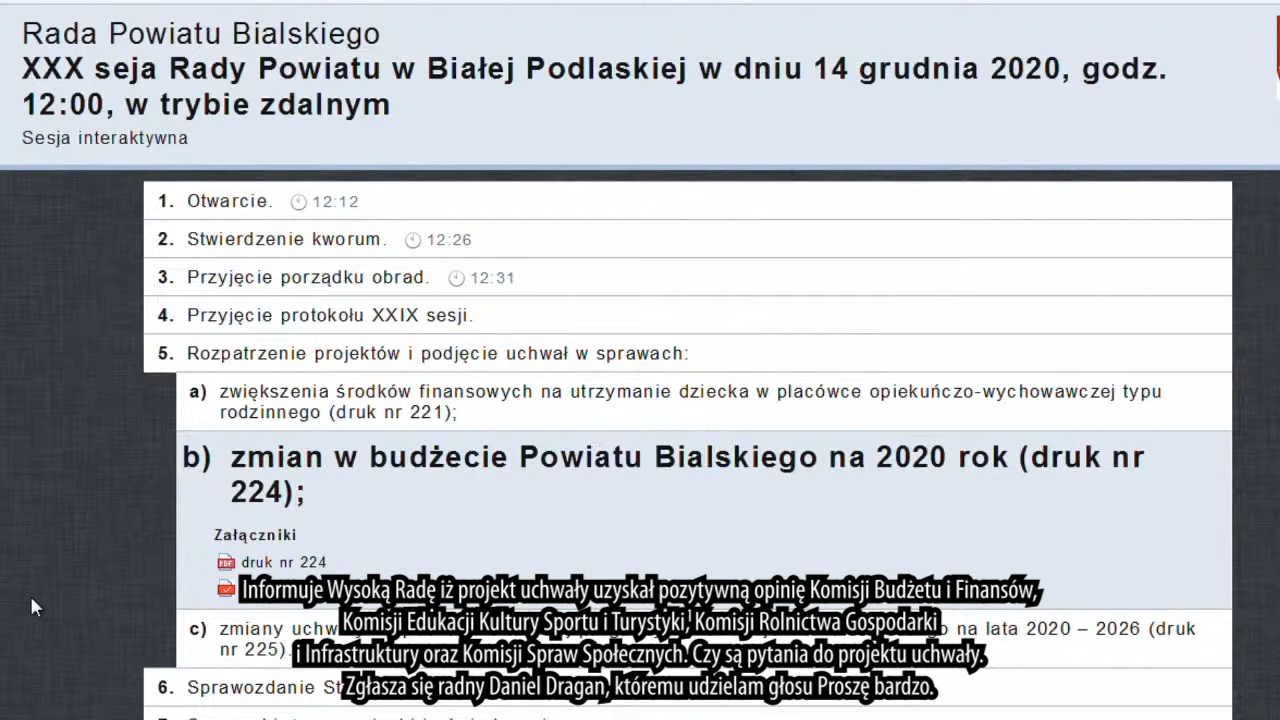 Rada Powiatu Bialskiego
XXX seja Rady Powiatu w Białej Podlaskiej w dniu 14 grudnia 2020, godz.
12:00, w trybie zdalnym
Sesja interaktywna
1. Otwarcie. 12:12
2. Stwierdzenie kworum. 12:26
3. Przyjęcie porządku obrad. 12:31
4. Przyjęcie protokołu XXIX sesji.
5. Rozpatrzenie projektów i podjęcie uchwał w sprawach:
a) zwiększenia środków finansowych na utrzymanie dziecka w placówce opiekuńczo-wychowawczej typu
rodzinnego (druk nr 221);
b) zmian w budżecie Powiatu Bialskiego na 2020 rok (druk nr
224);
Załączniki
druk nr 224
Informuje Wysoką Radę iż projekt uchwały uzyskał pozytywną opinię Komisji Budżetu i Finansów,
Komisji Edukacji Kultury Sportu i Turystyki, Komisji Rolnictwa Gospodarki
i Infrastruktury oraz Komisji Spraw Społecznych. Czy są pytania do projektu uchwały.
Zgłasza się radny Daniel Dragan, któremu udzielam głosu Proszę bardzo.
c) zmiany na lata 2020 – 2026 (druk
nr 225)
6. Sprawozdanie